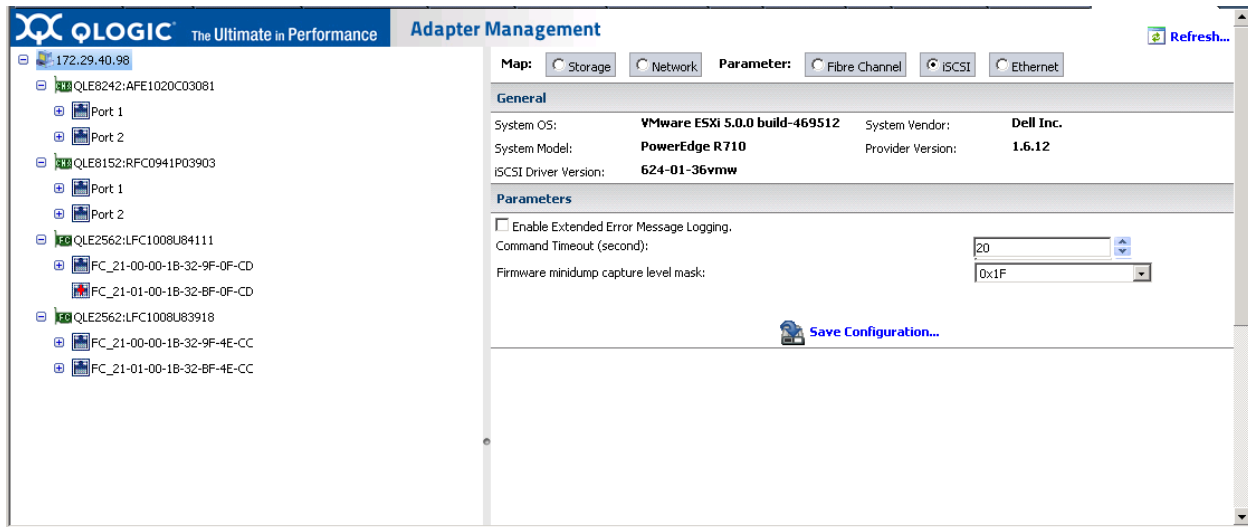 QLOGIC The Ultimate in Performance Adapter Management
Refresh...
172.29.40.98
QLE8242:AFE1020C03081
Port 1
Port 2
QLE8152:RFC0941P03903
Port 1
Port 2
QLE2562:LFC1008U84111
FC_21-00-00-1B-32-9F-0F-CD
FC_21-01-00-1B-32-BF-0F-CD
QLE2562:LFC1008U83918
FC_21-00-00-1B-32-9F-4E-CC
FC_21-01-00-1B-32-BF-4E-CC
Map: Storage Network Parameter: Fibre Channel iSCSI Ethernet
General
System OS: VMware ESXi 5.0.0 build-469512 System Vendor: Dell Inc.
System Model: PowerEdge R710 Provider Version: 1.6.12
iSCSI Driver Version: 624-01-36vmw
Parameters
Enable Extended Error Message Logging.
Command Timeout (second): 20
Firmware minidump capture level mask: 0x1F
Save Configuration...